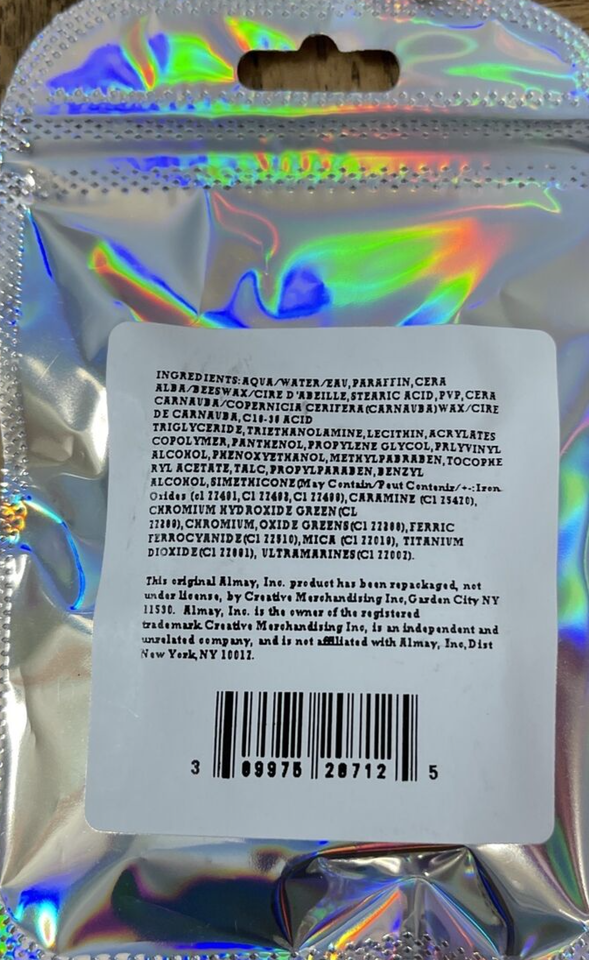 INGREDIENTS:AQUA/WATER/EAU,PARAFFIN,CERA
ALBA/BEESWAX/CIRE D'ABEILLE,STEARIC ACID,PVP,CERA
CARNAUBA/COPERNICIA CERIFERA(CARNAUBA)WAX/CIRE
DE CARNAUBA, C18-36 ACID
TRIGLYCERIDE,TRIETHANOLAMINE,LECITHIN,ACRYLATES
COPOLYMER,PANTHENOL,PROPYLENE GLYCOL,PRLYVINYL
ALCOHOL,PHENOXYETHANOL,METHYLPABRABEN,TOCOPHE
RYL ACETATE,TALC,PROPYLPARABEN,BENZYL
ALCOHOL,SIMETHICONE(May Contain/Peut Contenir/+-:Iron
Oxides (cl 77491,Cl 77492,Cl 77499),CARAMINE (Cl 75470),
CHROMIUM HYDROXIDE GREEN(CL
77289),CHROMIUM,OXIDE GREENS(Cl 77288),FERRIC
FERROCYANIDE(Cl 77510),MICA (Cl 77019), TITANIUM
DIOXIDE(Cl 77891), ULTRAMARINES(Cl 77007).
This original Almay, Inc. product has been repackaged, not
under license, by Creative Merchandising Inc,Garden City NY
11530. Almay, Inc. is the owner of the registered
trademark.Creative Merchandising Inc, is an independent and
unrelated company, and is not affiliated with Almay, Inc,Dist
New York,NY 10012.
3 09975 20712 5